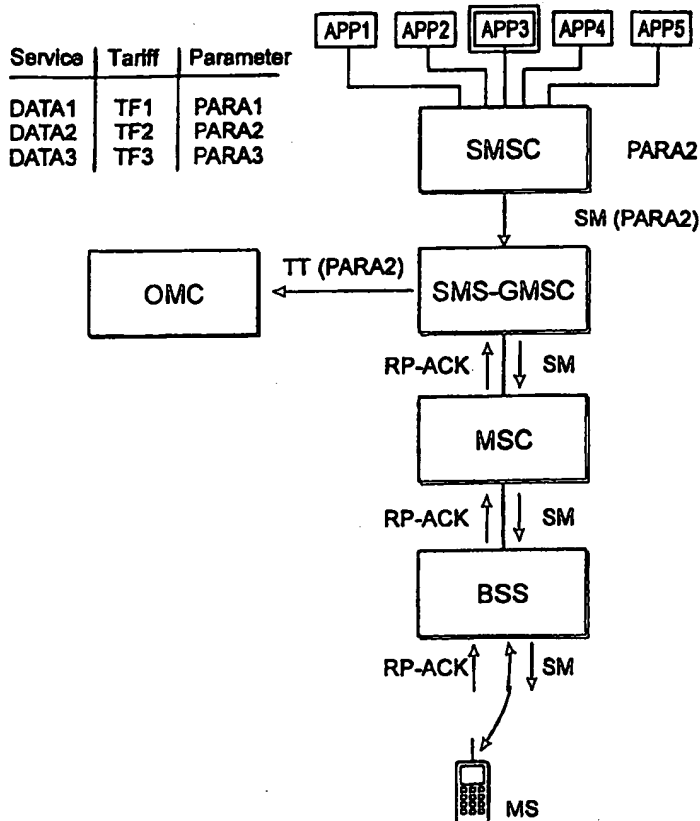 APP1 APP2 APP3 APP4 APP5
Service Tariff Parameter
DATA1 TF1 PARA1
DATA2 TF2 PARA2
DATA3 TF3 PARA3
SMSC PARA2
SM (PARA2)
TT (PARA2)
OMC SMS-GMSC
RP-ACK SM
MSC
RP-ACK SM
BSS
RP-ACK SM
MS